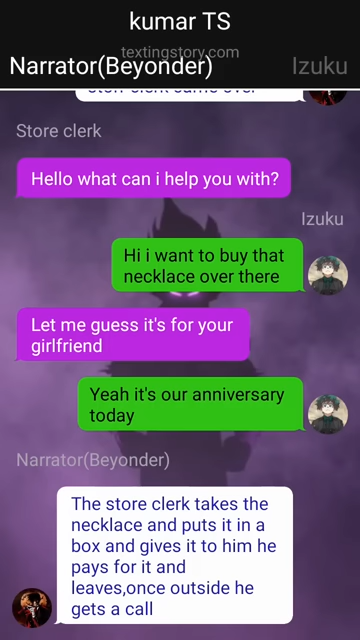 kumar TS
textingstory.com
Narrator(Beyonder)
Izuku
Store clerk
Hello what can i help you with?
Izuku
Hi i want to buy that
necklace over there
Let me guess it's for your
girlfriend
Yeah it's our anniversary
today
Narrator(Beyonder)
The store clerk takes the
necklace and puts it in a
box and gives it to him he
pays for it and
leaves,once outside he
gets a call